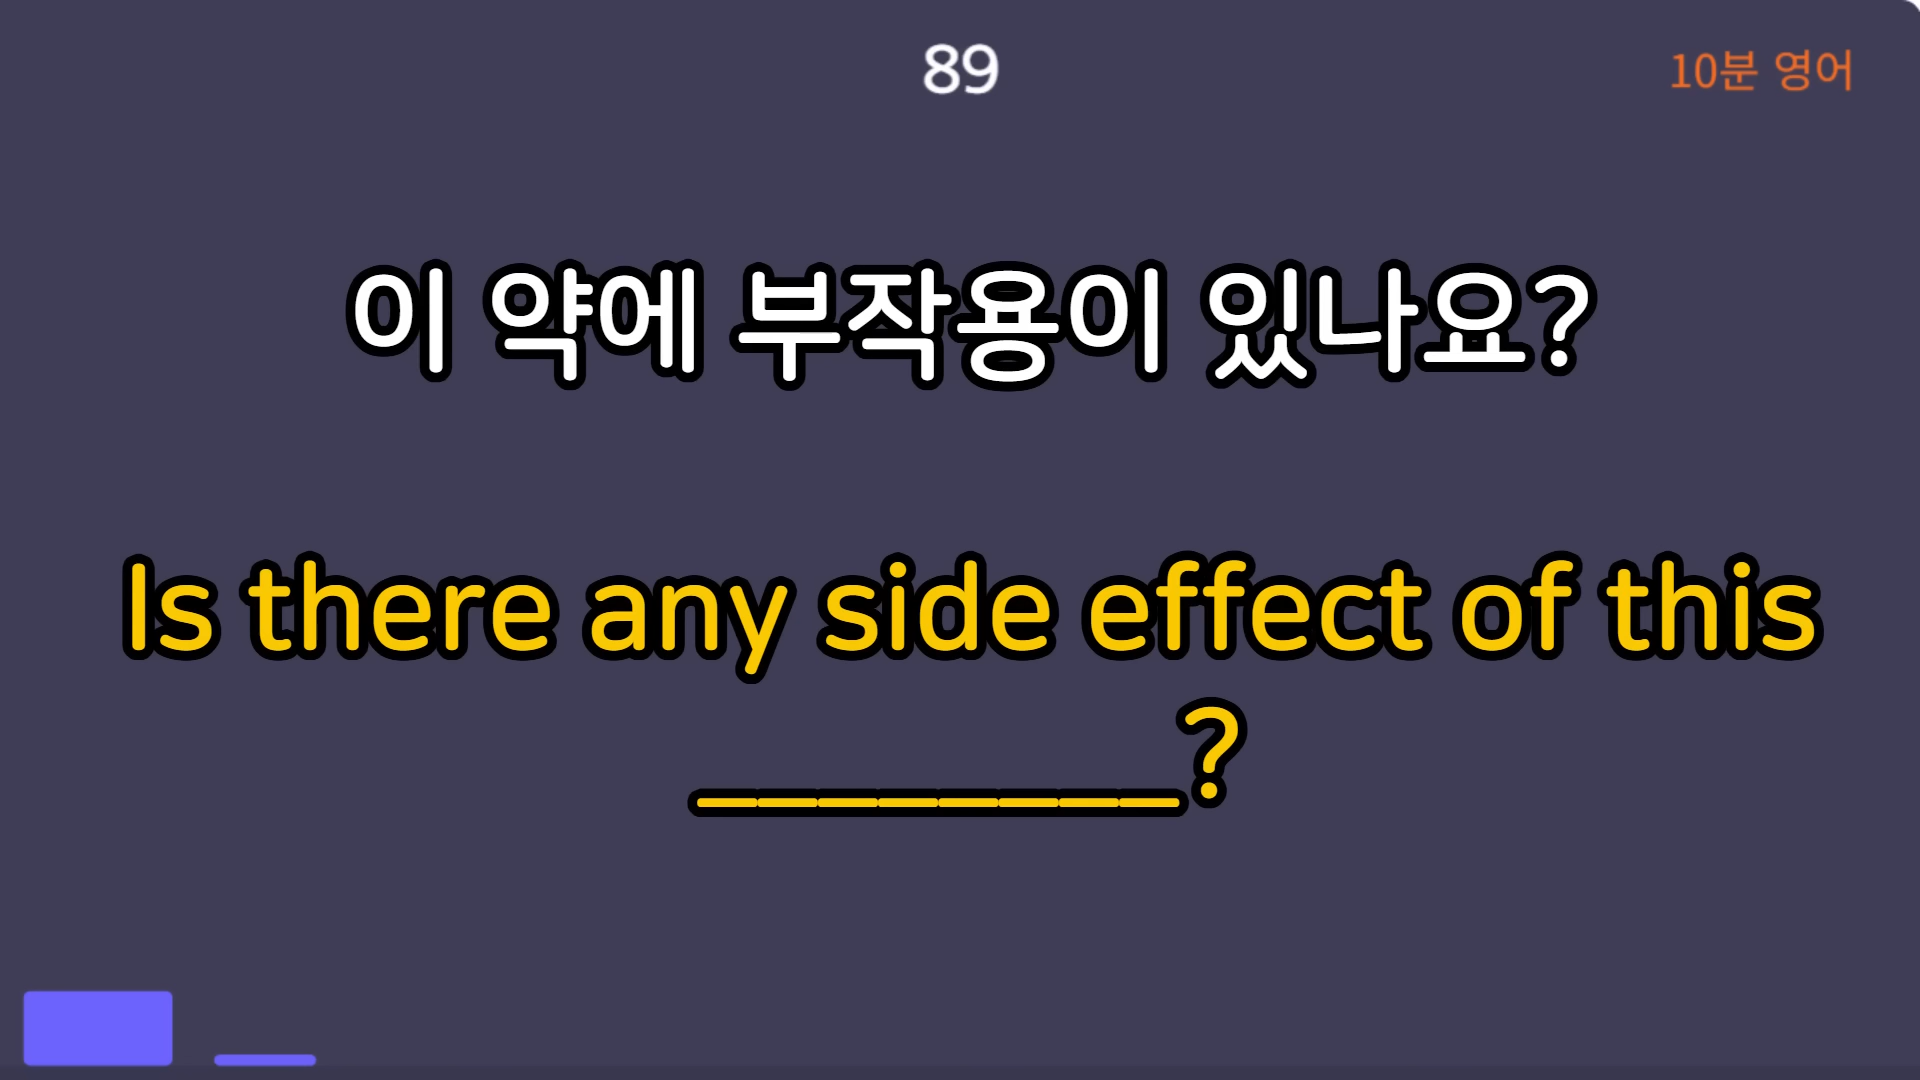 89
10분 영어
이 약에 부작용이 있나요?
Is there any side effect of this
________?